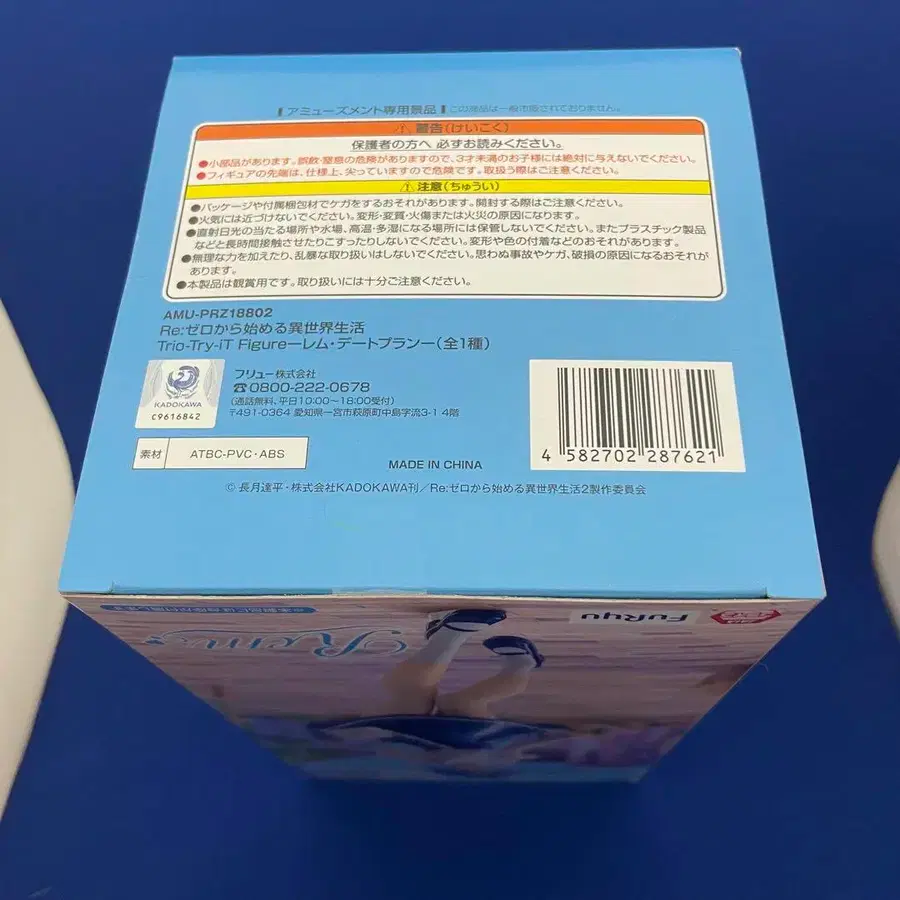 アミューズメント専用景品 この商品は一般市販されておりません。
⚠警告(けいこく)
保護者の方へ 必ずお読みください。
●小部品があります。誤飲・窒息の危険がありますので、3才未満のお子様には絶対に与えないでください。
●フィギュアの先端は、仕様上、尖っていますので危険です。取扱う際はご注意ください。
⚠注意(ちゅうい)
●パッケージや付属梱包材でケガをするおそれがあります。開封する際はご注意ください。
●火気には近づけないでください。変形・変質・火傷または火災の原因になります。
●直射日光の当たる場所や水場、高温・多湿になる場所には保管しないでください。またプラスチック製品
などと長時間接触させたりこすったりしないでください。変形や色の付着などのおそれがあります。
●無理な力を加えたり、乱暴な取り扱いはしないでください。思わぬ事故やケガ、破損の原因になるおそれが
あります。
●本製品は観賞用です。取り扱いには十分ご注意ください。
AMU-PRZ18802
Re:ゼロから始める異世界生活
Trio-Try-iT Figureーレム・デートプランー(全1種)
KADOKAWA
C9616842
フリュー株式会社
☎0800-222-0678
(通話無料、平日10:00～18:00受付)
〒491-0364 愛知県一宮市萩原町中島字流3-1 4階
素材 ATBC-PVC・ABS
MADE IN CHINA
4 582702 287621
© 長月達平・株式会社KADOKAWA刊/Re:ゼロから始める異世界生活2製作委員会
FuRyu
Rem